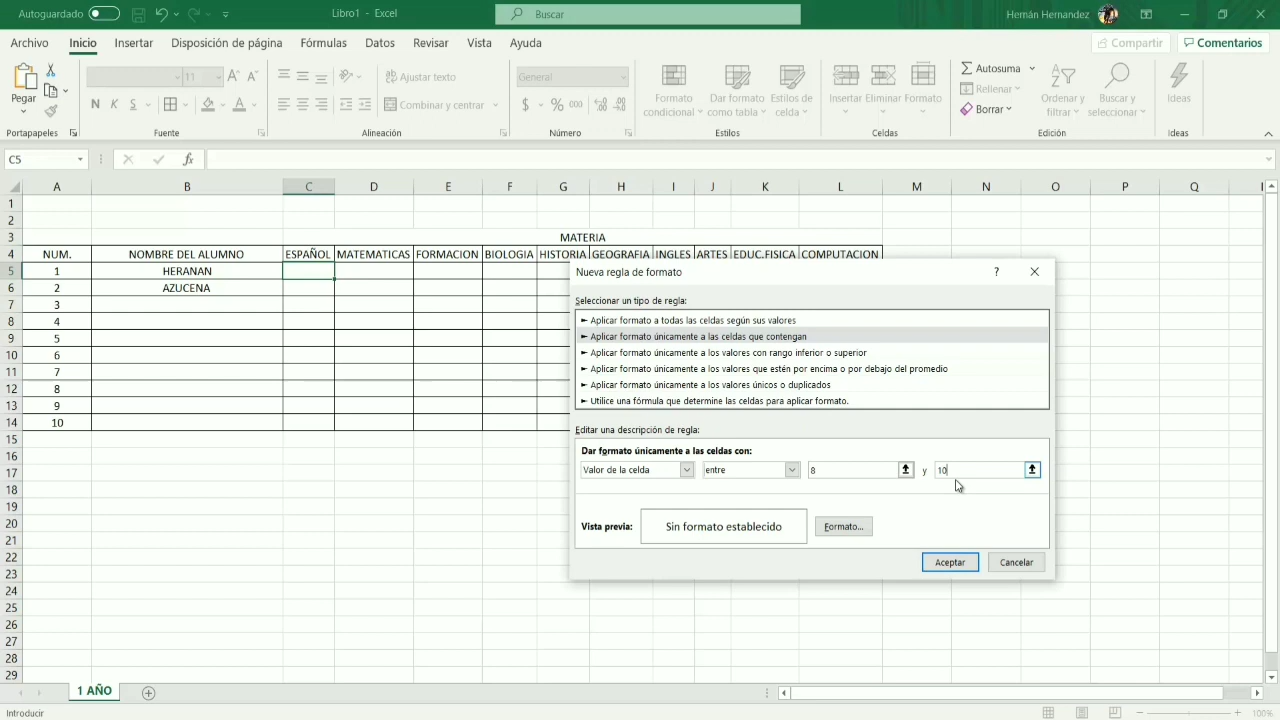 Autoguardado
Libro1 - Excel
Buscar
Hernán Hernandez
Archivo Inicio Insertar Disposición de página Fórmulas Datos Revisar Vista Ayuda
Compartir Comentarios
Pegar
11
N K S
Ajustar texto
Combinar y centrar
General
$ % 000
Formato condicional
Dar formato como tabla
Estilos de celda
Insertar Eliminar Formato
Autosuma
Rellenar
Borrar
Ordenar y filtrar
Buscar y seleccionar
Ideas
Portapapeles Fuente Alineación Número Estilos Celdas Edición Ideas
C5 fx
A B C D E F G H I J K L M N O P Q
1
2
3 MATERIA
4 NUM. NOMBRE DEL ALUMNO ESPAÑOL MATEMATICAS FORMACION BIOLOGIA HISTORIA GEOGRAFIA INGLES ARTES EDUC.FISICA COMPUTACION
5 1 HERANAN
6 2 AZUCENA
7 3
8 4
9 5
10 6
11 7
12 8
13 9
14 10
15
16
17
18
19
20
21
22
23
24
25
26
27
28
29
Nueva regla de formato ?
Seleccionar un tipo de regla:
► Aplicar formato a todas las celdas según sus valores
► Aplicar formato únicamente a las celdas que contengan
► Aplicar formato únicamente a los valores con rango inferior o superior
► Aplicar formato únicamente a los valores que estén por encima o por debajo del promedio
► Aplicar formato únicamente a los valores únicos o duplicados
► Utilice una fórmula que determine las celdas para aplicar formato.
Editar una descripción de regla:
Dar formato únicamente a las celdas con:
Valor de la celda entre 8 y 10
Vista previa: Sin formato establecido Formato...
Aceptar Cancelar
1 AÑO
Introducir
100%